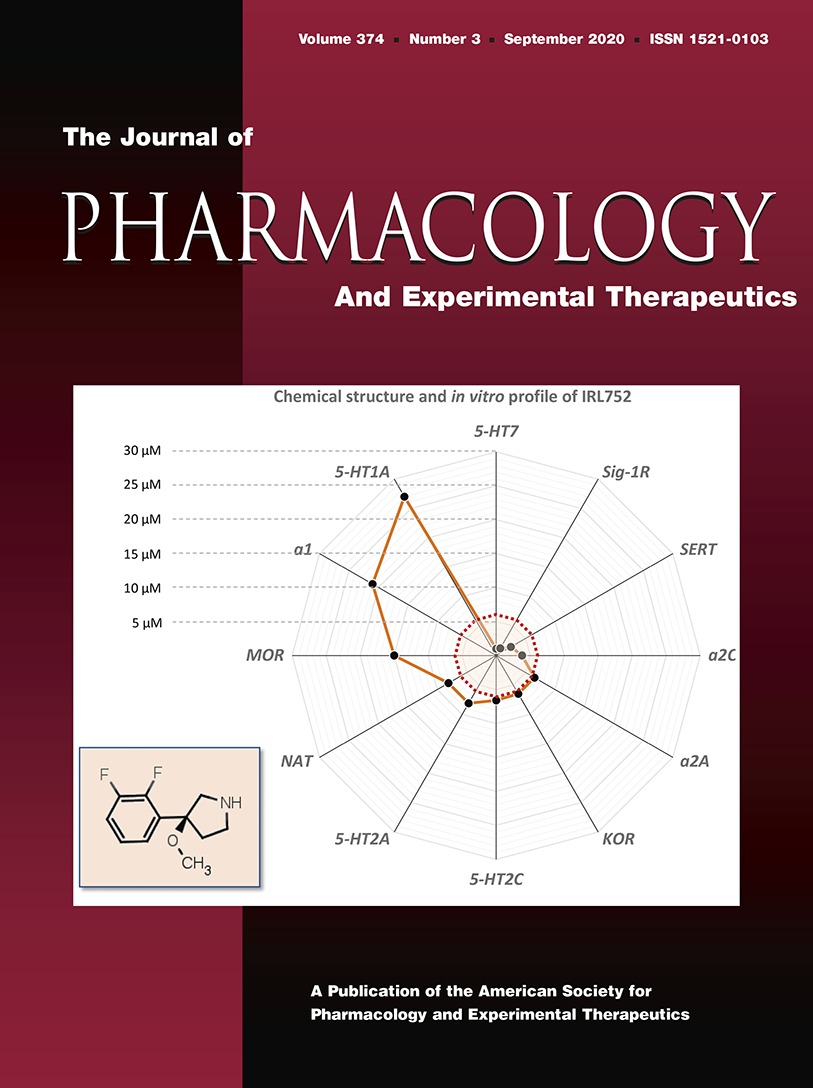 Volume 374 ■ Number 3 ■ September 2020 ■ ISSN 1521-0103
The Journal of
PHARMACOLOGY
And Experimental Therapeutics
Chemical structure and in vitro profile of IRL752
5-HT7
30 µM
5-HT1A
Sig-1R
25 µM
20 µM
α1
SERT
15 µM
10 µM
5 µM
MOR
α2C
NAT
α2A
F
F
NH
O
CH3
5-HT2A
KOR
5-HT2C
A Publication of the American Society for
Pharmacology and Experimental Therapeutics